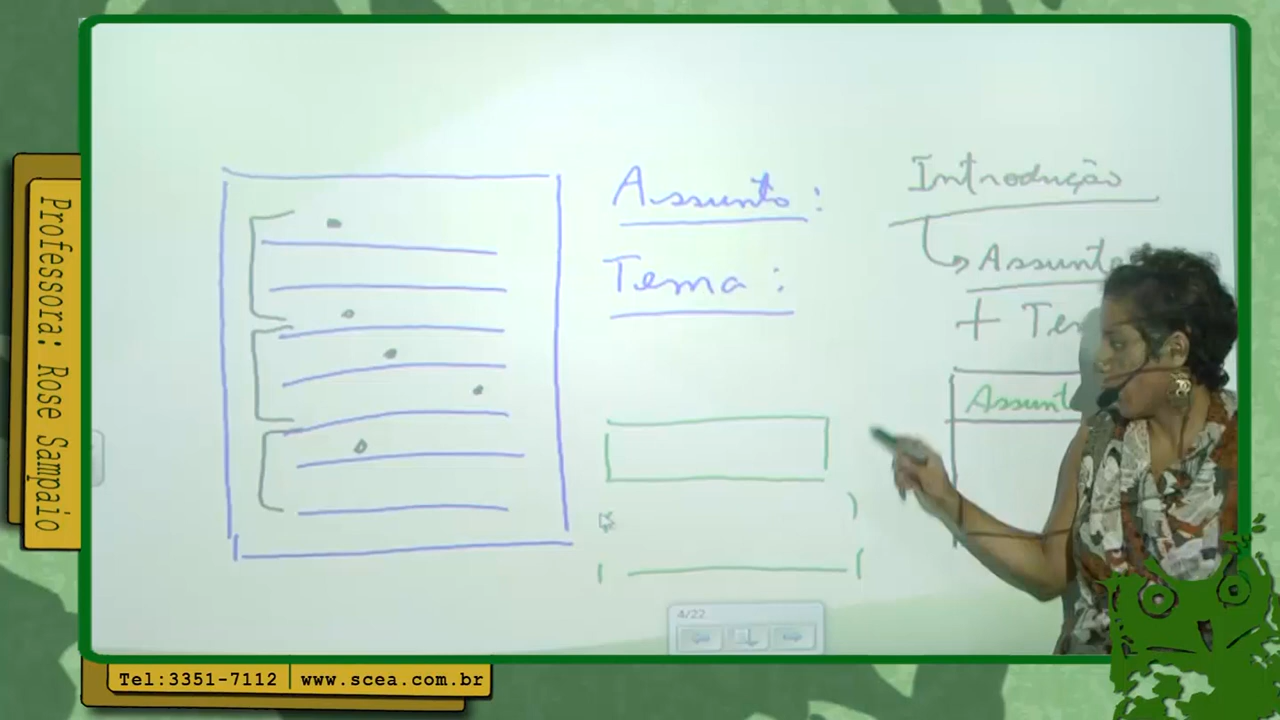 Professora: Rose Sampaio
Assunto:
Tema:
Introdução
Assunto
+ Te
Assunt
4/22
Tel:3351-7112 | www.scea.com.br